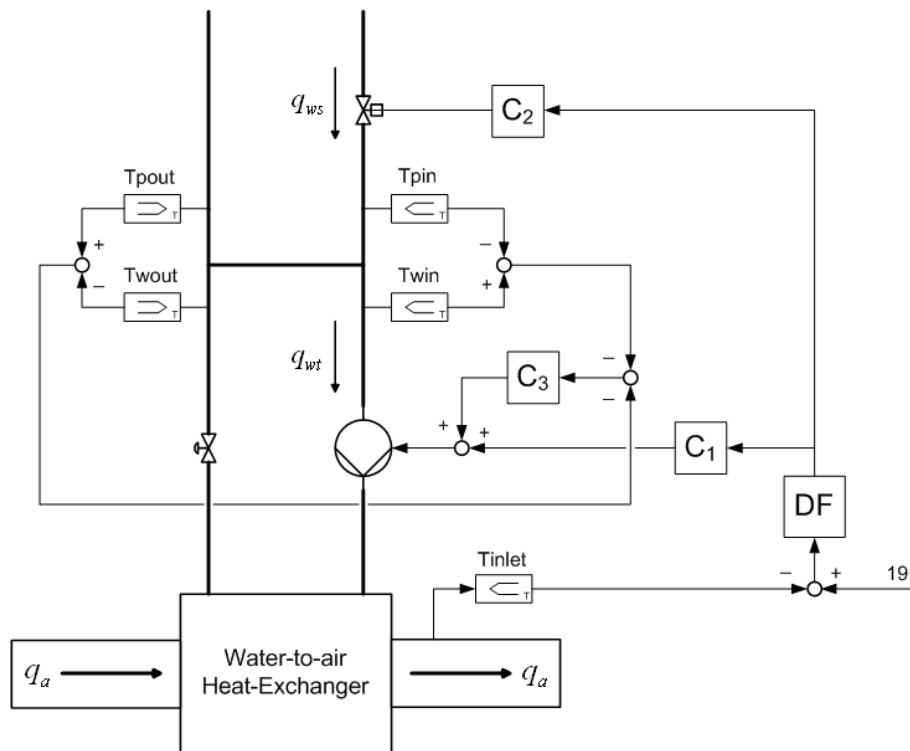 q_ws
C₂
Tpout
T
Tpin
T
+
−
−
+
Twout
T
Twin
T
q_wt
C₃
−
−
+
+
C₁
DF
Tinlet
T
−
+
19
Water-to-air
Heat-Exchanger
q_a
q_a